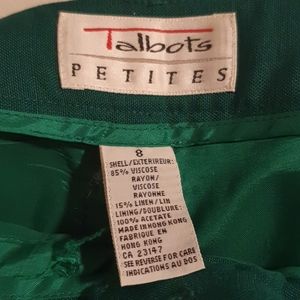 Talbots
PETITES
8
SHELL/EXTERIEUR:
85% VISCOSE
RAYON/
VISCOSE
RAYONNE
15% LINEN/LIN
LINING/DOUBLURE:
100% ACETATE
MADE IN HONG KONG
FABRIQUE EN
HONG KONG
CA 23147
SEE REVERSE FOR CARE
INDICATIONS AU DOS